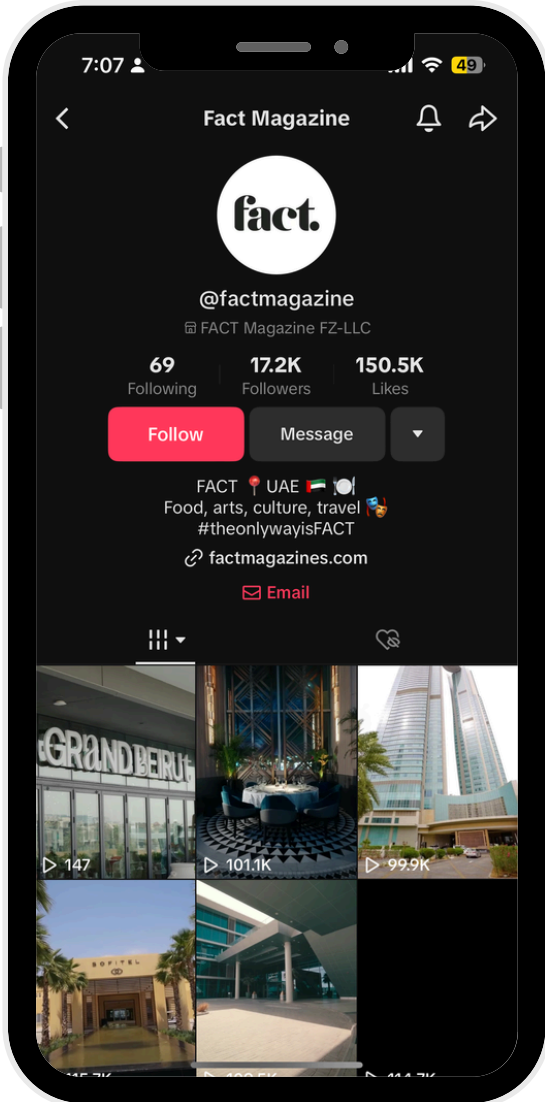 7:07
49
Fact Magazine
fact.
@factmagazine
FACT Magazine FZ-LLC
69 17.2K 150.5K
Following Followers Likes
Follow Message
FACT 📍 UAE 🇦🇪 🍽️
Food, arts, culture, travel 🎭
#theonlywayisFACT
factmagazines.com
Email
GRAND BEIRUT
147 101.1K 99.9K
SOFITEL